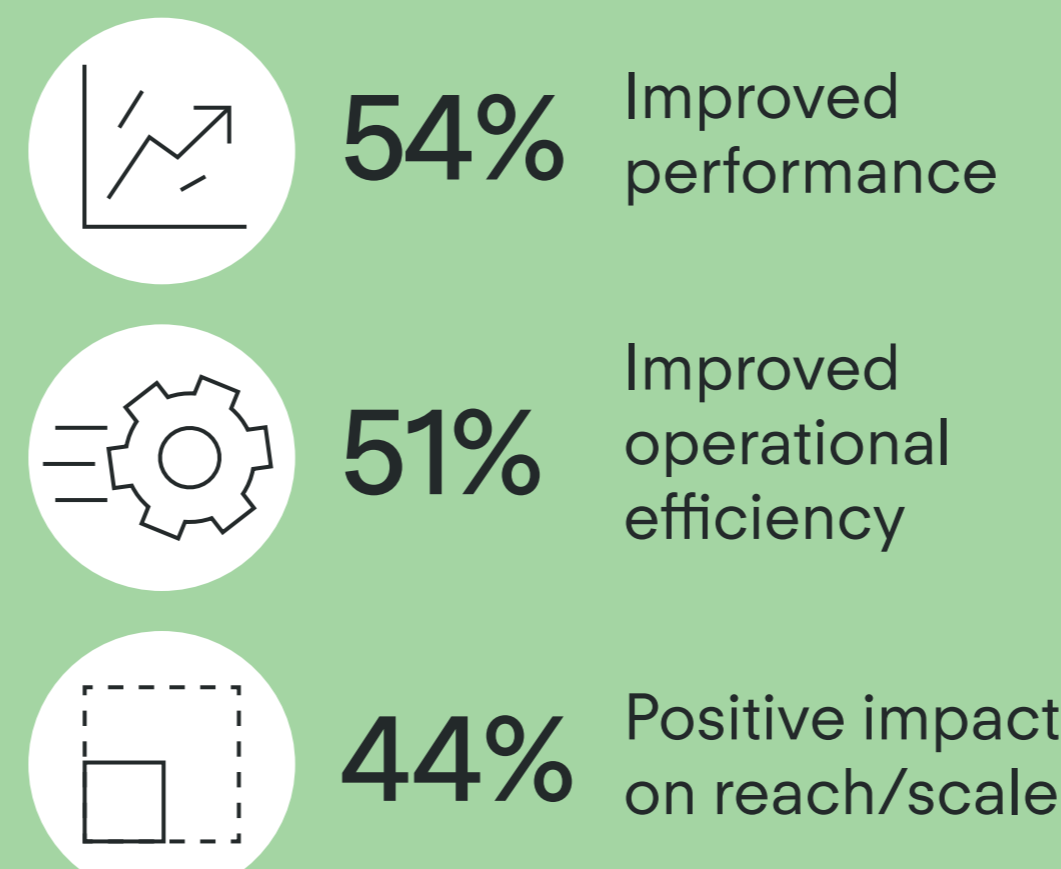 54%
Improved
performance
51%
Improved
operational
efficiency
44%
Positive impact
on reach/scale